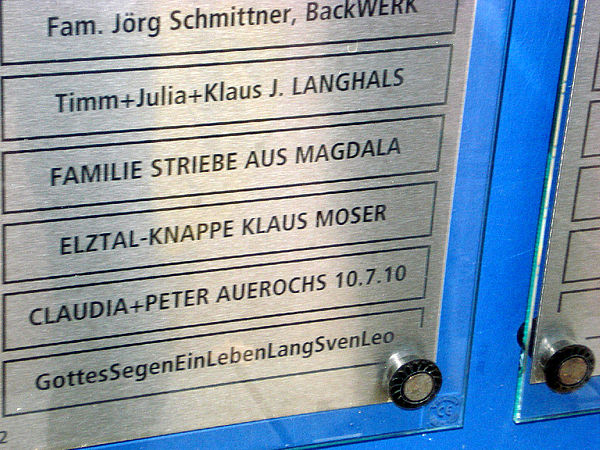 Fam. Jörg Schmittner, BackWERK
Timm+Julia+Klaus J. LANGHALS
FAMILIE STRIEBE AUS MAGDALA
ELZTAL-KNAPPE KLAUS MOSER
CLAUDIA+PETER AUEROCHS 10.7.10
GottesSegenEinLebenLangSvenLeo
2